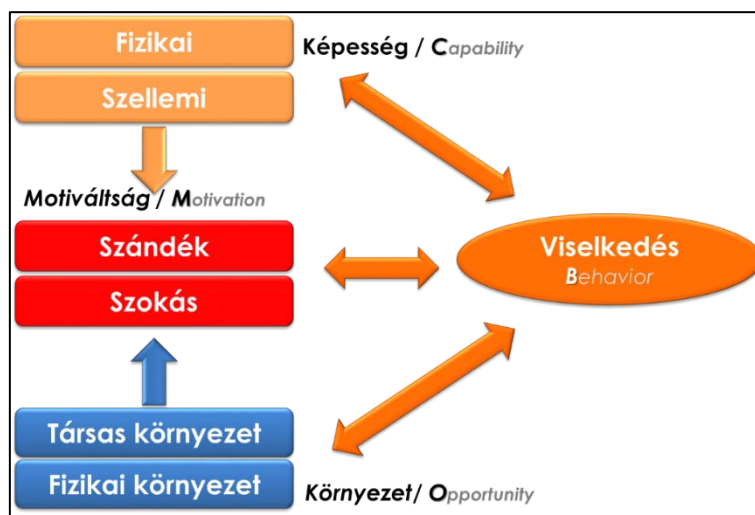 Fizikai
Képesség / Capability
Szellemi
Motiváltság / Motivation
Szándék
Szokás
Viselkedés
Behavior
Társas környezet
Fizikai környezet
Környezet/ Opportunity